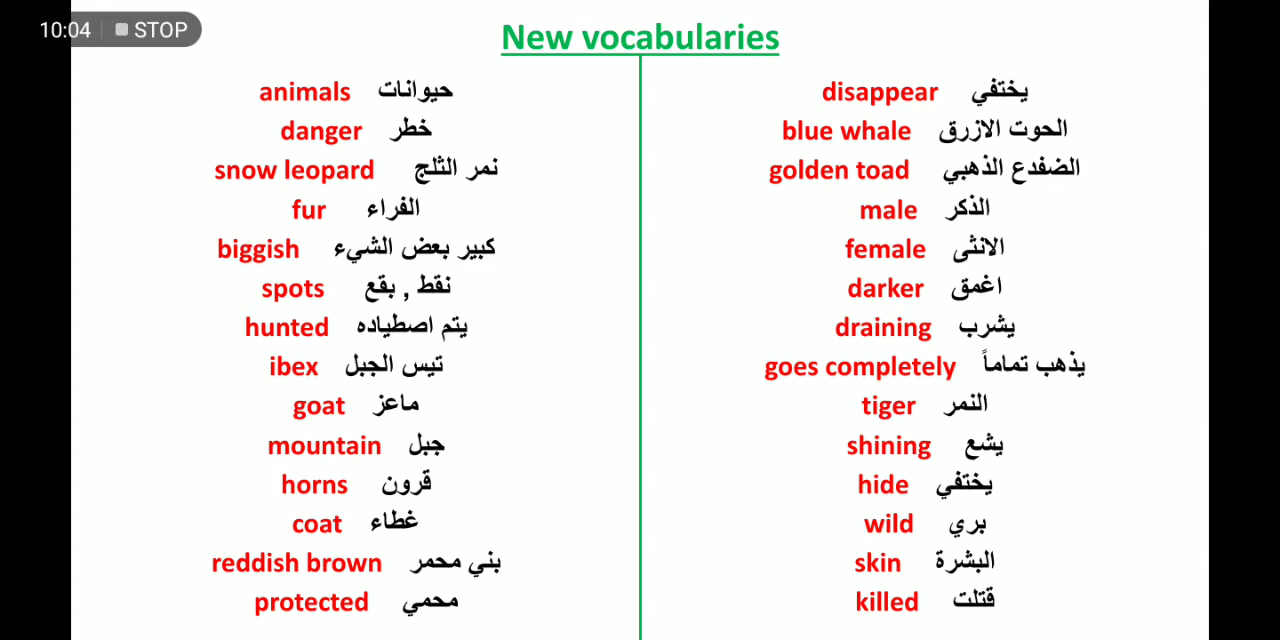 10:04 STOP
New vocabularies
animals حيوانات
danger خطر
snow leopard نمر الثلج
fur الفراء
biggish كبير بعض الشيء
spots نقط , بقع
hunted يتم اصطياده
ibex تيس الجبل
goat ماعز
mountain جبل
horns قرون
coat غطاء
reddish brown بني محمر
protected محمي
disappear يختفي
blue whale الحوت الازرق
golden toad الضفدع الذهبي
male الذكر
female الانثى
darker اغمق
draining يشرب
goes completely يذهب تماماً
tiger النمر
shining يشع
hide يختفي
wild بري
skin البشرة
killed قتلت